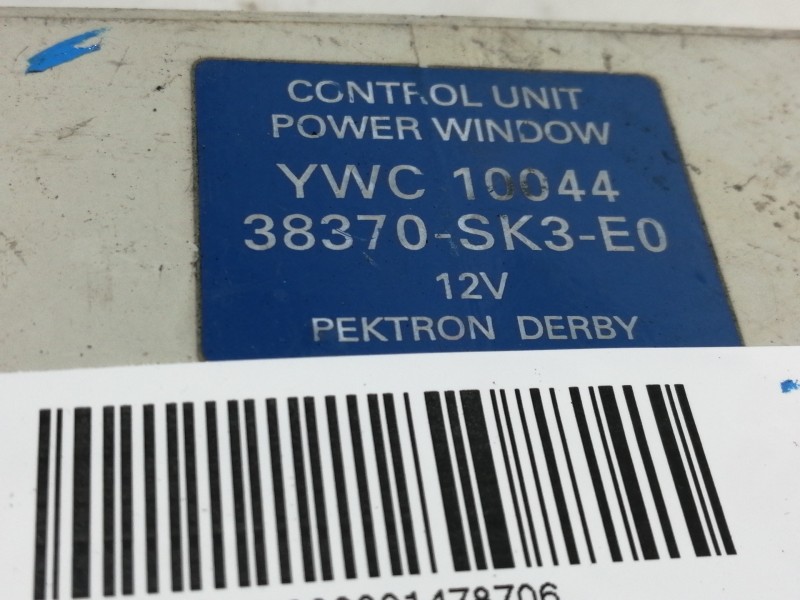 CONTROL UNIT
POWER WINDOW
YWC 10044
38370-SK3-E0
12V
PEKTRON DERBY